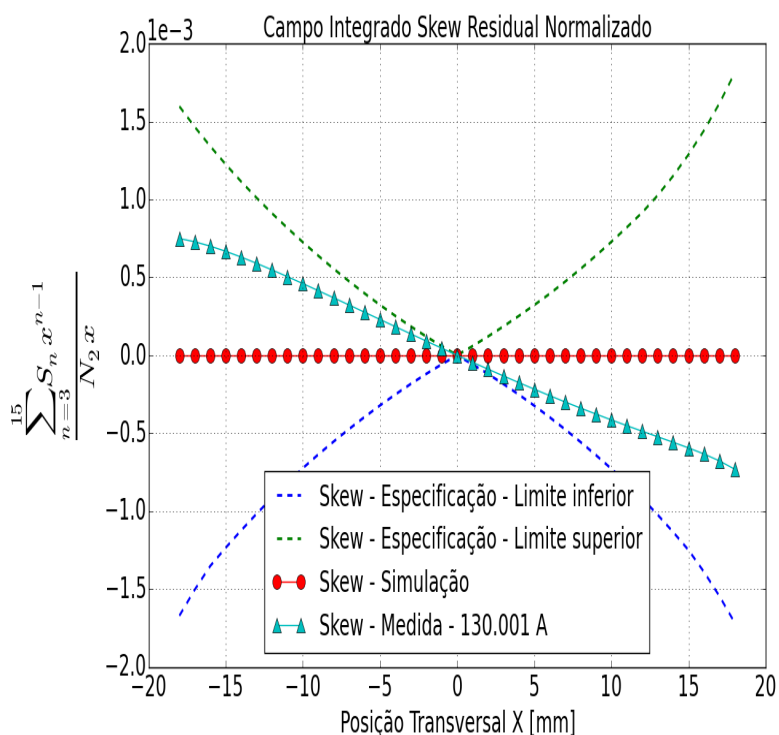 Campo Integrado Skew Residual Normalizado
1e−3
2.0
1.5
1.0
0.5
0.0
−0.5
−1.0
−1.5
−2.0
\frac{\sum_{n=3}^{15} S_n x^{n-1}}{N_2 x}
Skew - Especificação - Limite inferior
Skew - Especificação - Limite superior
Skew - Simulação
Skew - Medida - 130.001 A
−20 −15 −10 −5 0 5 10 15 20
Posição Transversal X [mm]